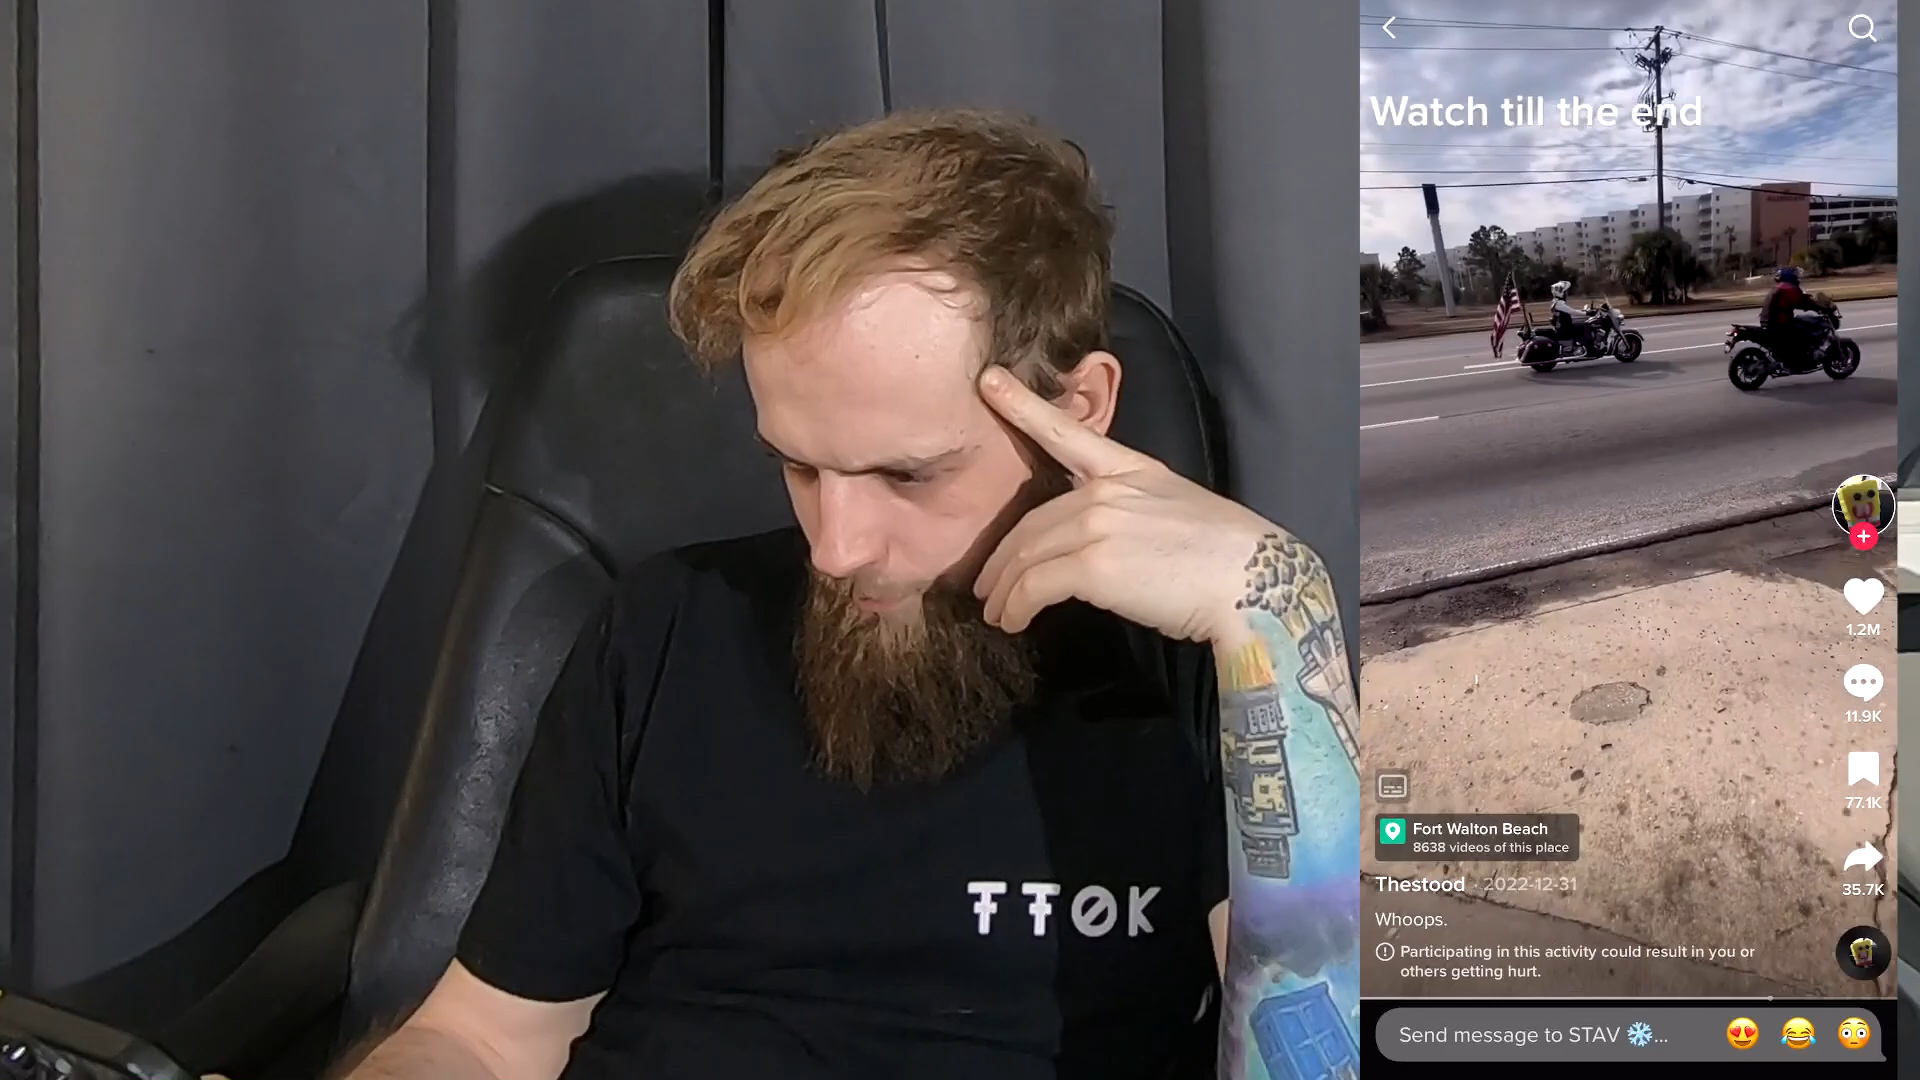 Watch till the end
TTØK
1.2M
11.9K
77.1K
Fort Walton Beach
8638 videos of this place
Thestood · 2022-12-31
35.7K
Whoops.
Participating in this activity could result in you or
others getting hurt.
Send message to STAV ❄️...